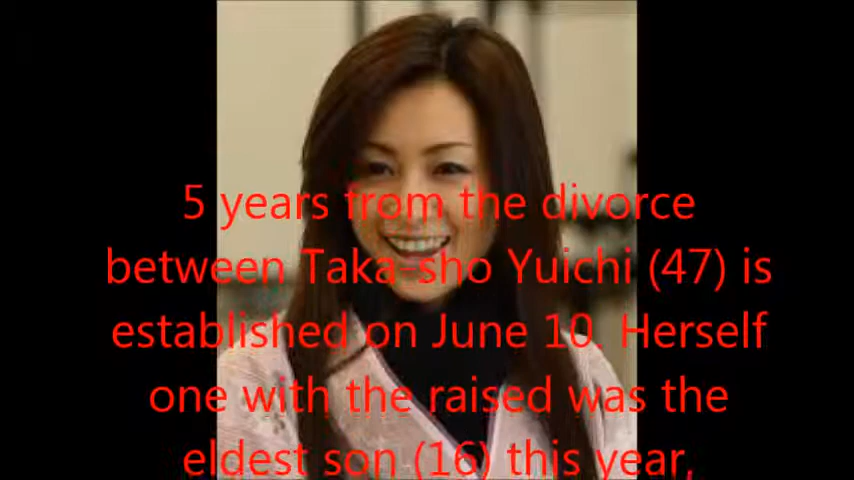 5 years from the divorce
between Taka-sho Yuichi (47) is
established on June 10. Herself
one with the raised was the
eldest son (16) this year,